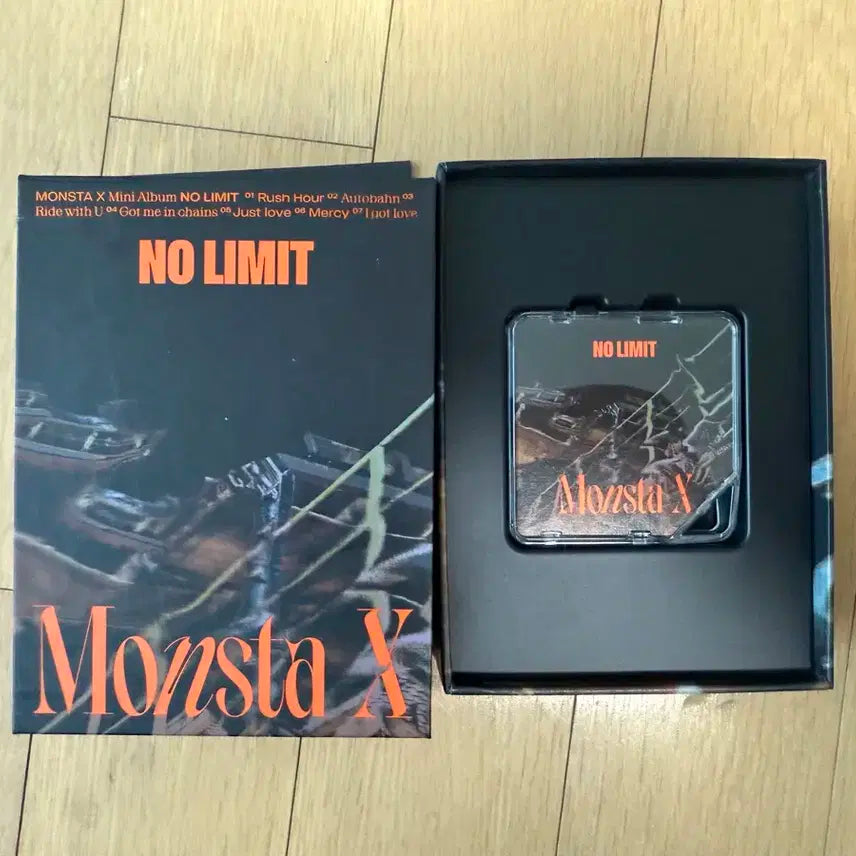 MONSTA X Mini Album NO LIMIT 01 Rush Hour 02 Autobahn 03
Ride with U 04 Got me in chains 05 Just love 06 Mercy 07 I got love
NO LIMIT
Monsta X
NO LIMIT
Monsta X